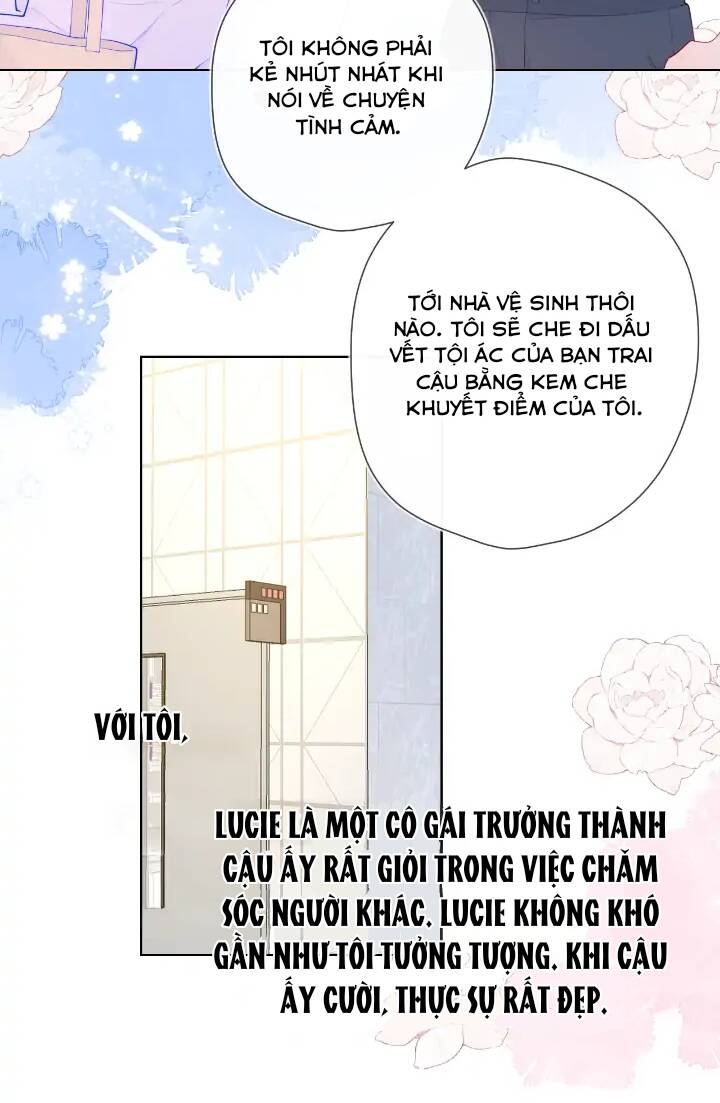 TÔI KHÔNG PHẢI
KẺ NHÚT NHÁT KHI
NÓI VỀ CHUYỆN
TÌNH CẢM.
TỚI NHÀ VỆ SINH THÔI
NÀO. TÔI SẼ CHE ĐI DẤU
VẾT TỘI ÁC CỦA BẠN TRAI
CẬU BẰNG KEM CHE
KHUYẾT ĐIỂM CỦA TÔI.
VỚI TÔI,
LUCIE LÀ MỘT CÔ GÁI TRƯỞNG THÀNH
CẬU ẤY RẤT GIỎI TRONG VIỆC CHĂM
SÓC NGƯỜI KHÁC. LUCIE KHÔNG KHÓ
GẦN NHƯ TÔI TƯỞNG TƯỢNG. KHI CẬU
ẤY CƯỜI, THỰC SỰ RẤT ĐẸP.